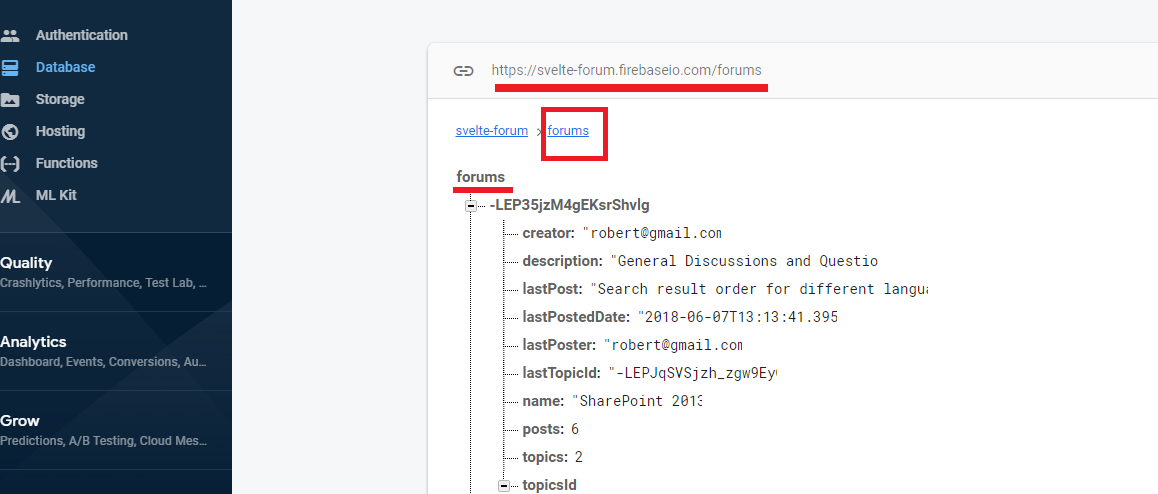 Authentication
Database
Storage
Hosting
Functions
ML Kit
Quality
Crashlytics, Performance, Test Lab, ...
Analytics
Dashboard, Events, Conversions, Au...
Grow
Predictions, A/B Testing, Cloud Mes...
https://svelte-forum.firebaseio.com/forums
svelte-forum > forums
forums
-LEP35jzM4gEKsrShvlg
creator: "robert@gmail.com
description: "General Discussions and Questio
lastPost: "Search result order for different langua
lastPostedDate: "2018-06-07T13:13:41.395
lastPoster: "robert@gmail.com
lastTopicId: "-LEPJqSVSjzh_zgw9Ey
name: "SharePoint 2013
posts: 6
topics: 2
topicsId